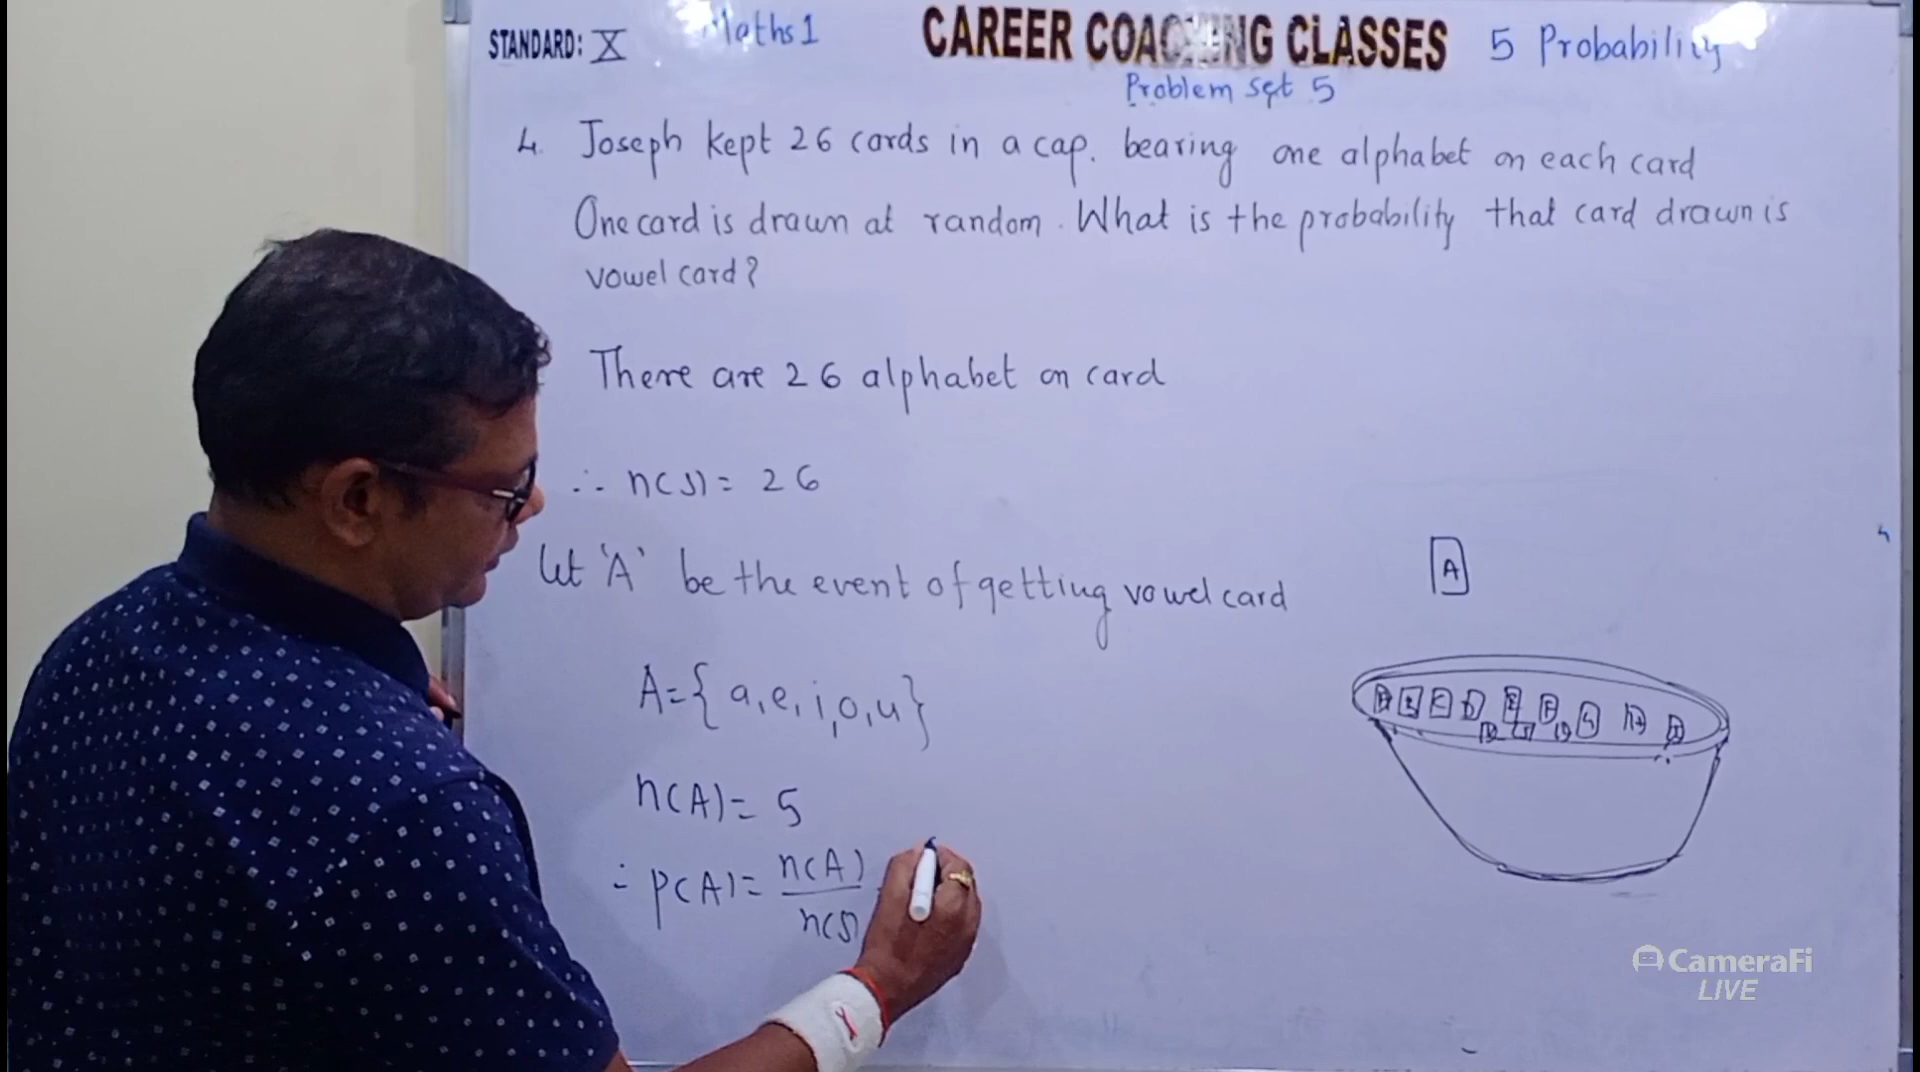 STANDARD: X Maths 1 CAREER COACHING CLASSES 5 Probability
Problem set 5
4. Joseph kept 26 cards in a cap. bearing one alphabet on each card
One card is drawn at random. What is the probability that card drawn is
vowel card?
There are 26 alphabet on card
∴ n(S) = 26
Let 'A' be the event of getting vowel card
A
A = { a, e, i, o, u }
n(A) = 5
∴ P(A) = n(A) / n(S)
CameraFi
LIVE